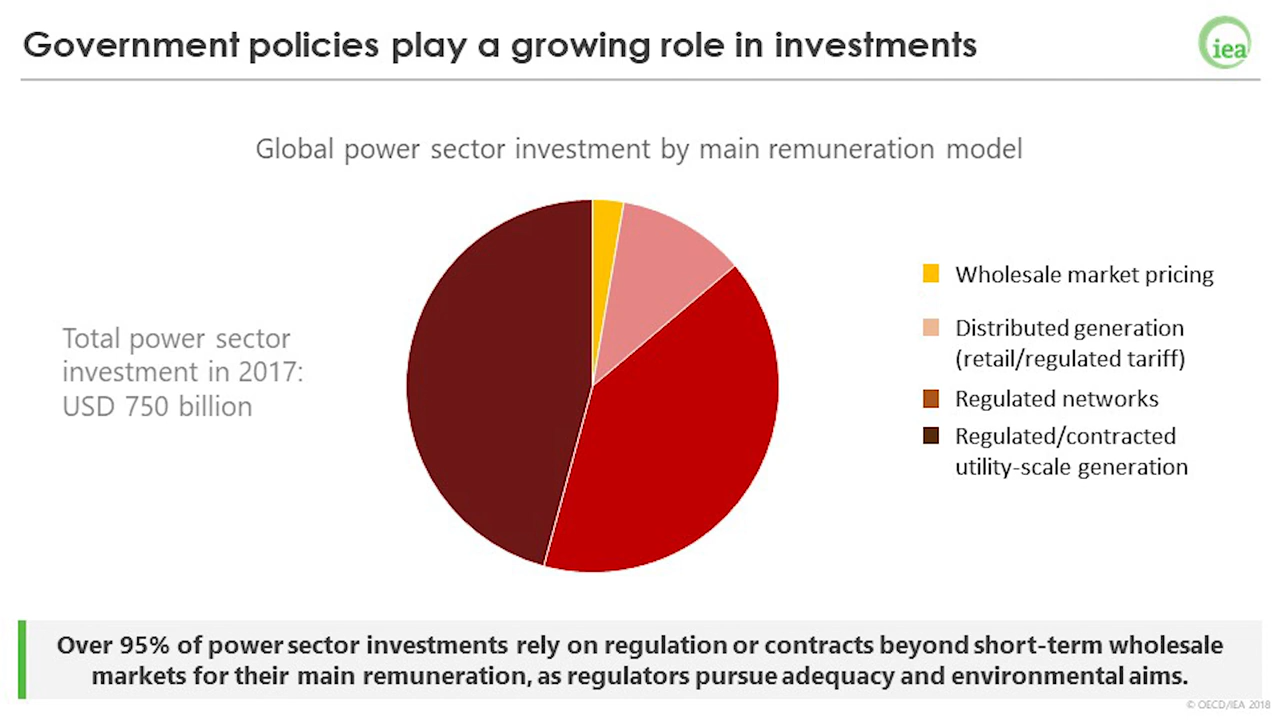 Government policies play a growing role in investments
iea
Global power sector investment by main remuneration model
Total power sector
investment in 2017:
USD 750 billion
Wholesale market pricing
Distributed generation
(retail/regulated tariff)
Regulated networks
Regulated/contracted
utility-scale generation
Over 95% of power sector investments rely on regulation or contracts beyond short-term wholesale
markets for their main remuneration, as regulators pursue adequacy and environmental aims.
© OECD/IEA 2018